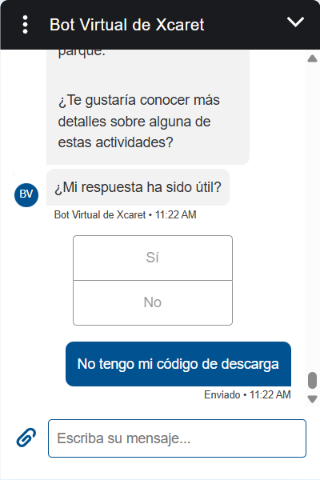 Bot Virtual de Xcaret
parque.
¿Te gustaría conocer más
detalles sobre alguna de
estas actividades?
BV
¿Mi respuesta ha sido útil?
Bot Virtual de Xcaret • 11:22 AM
Sí
No
No tengo mi código de descarga
Enviado • 11:22 AM
Escriba su mensaje...